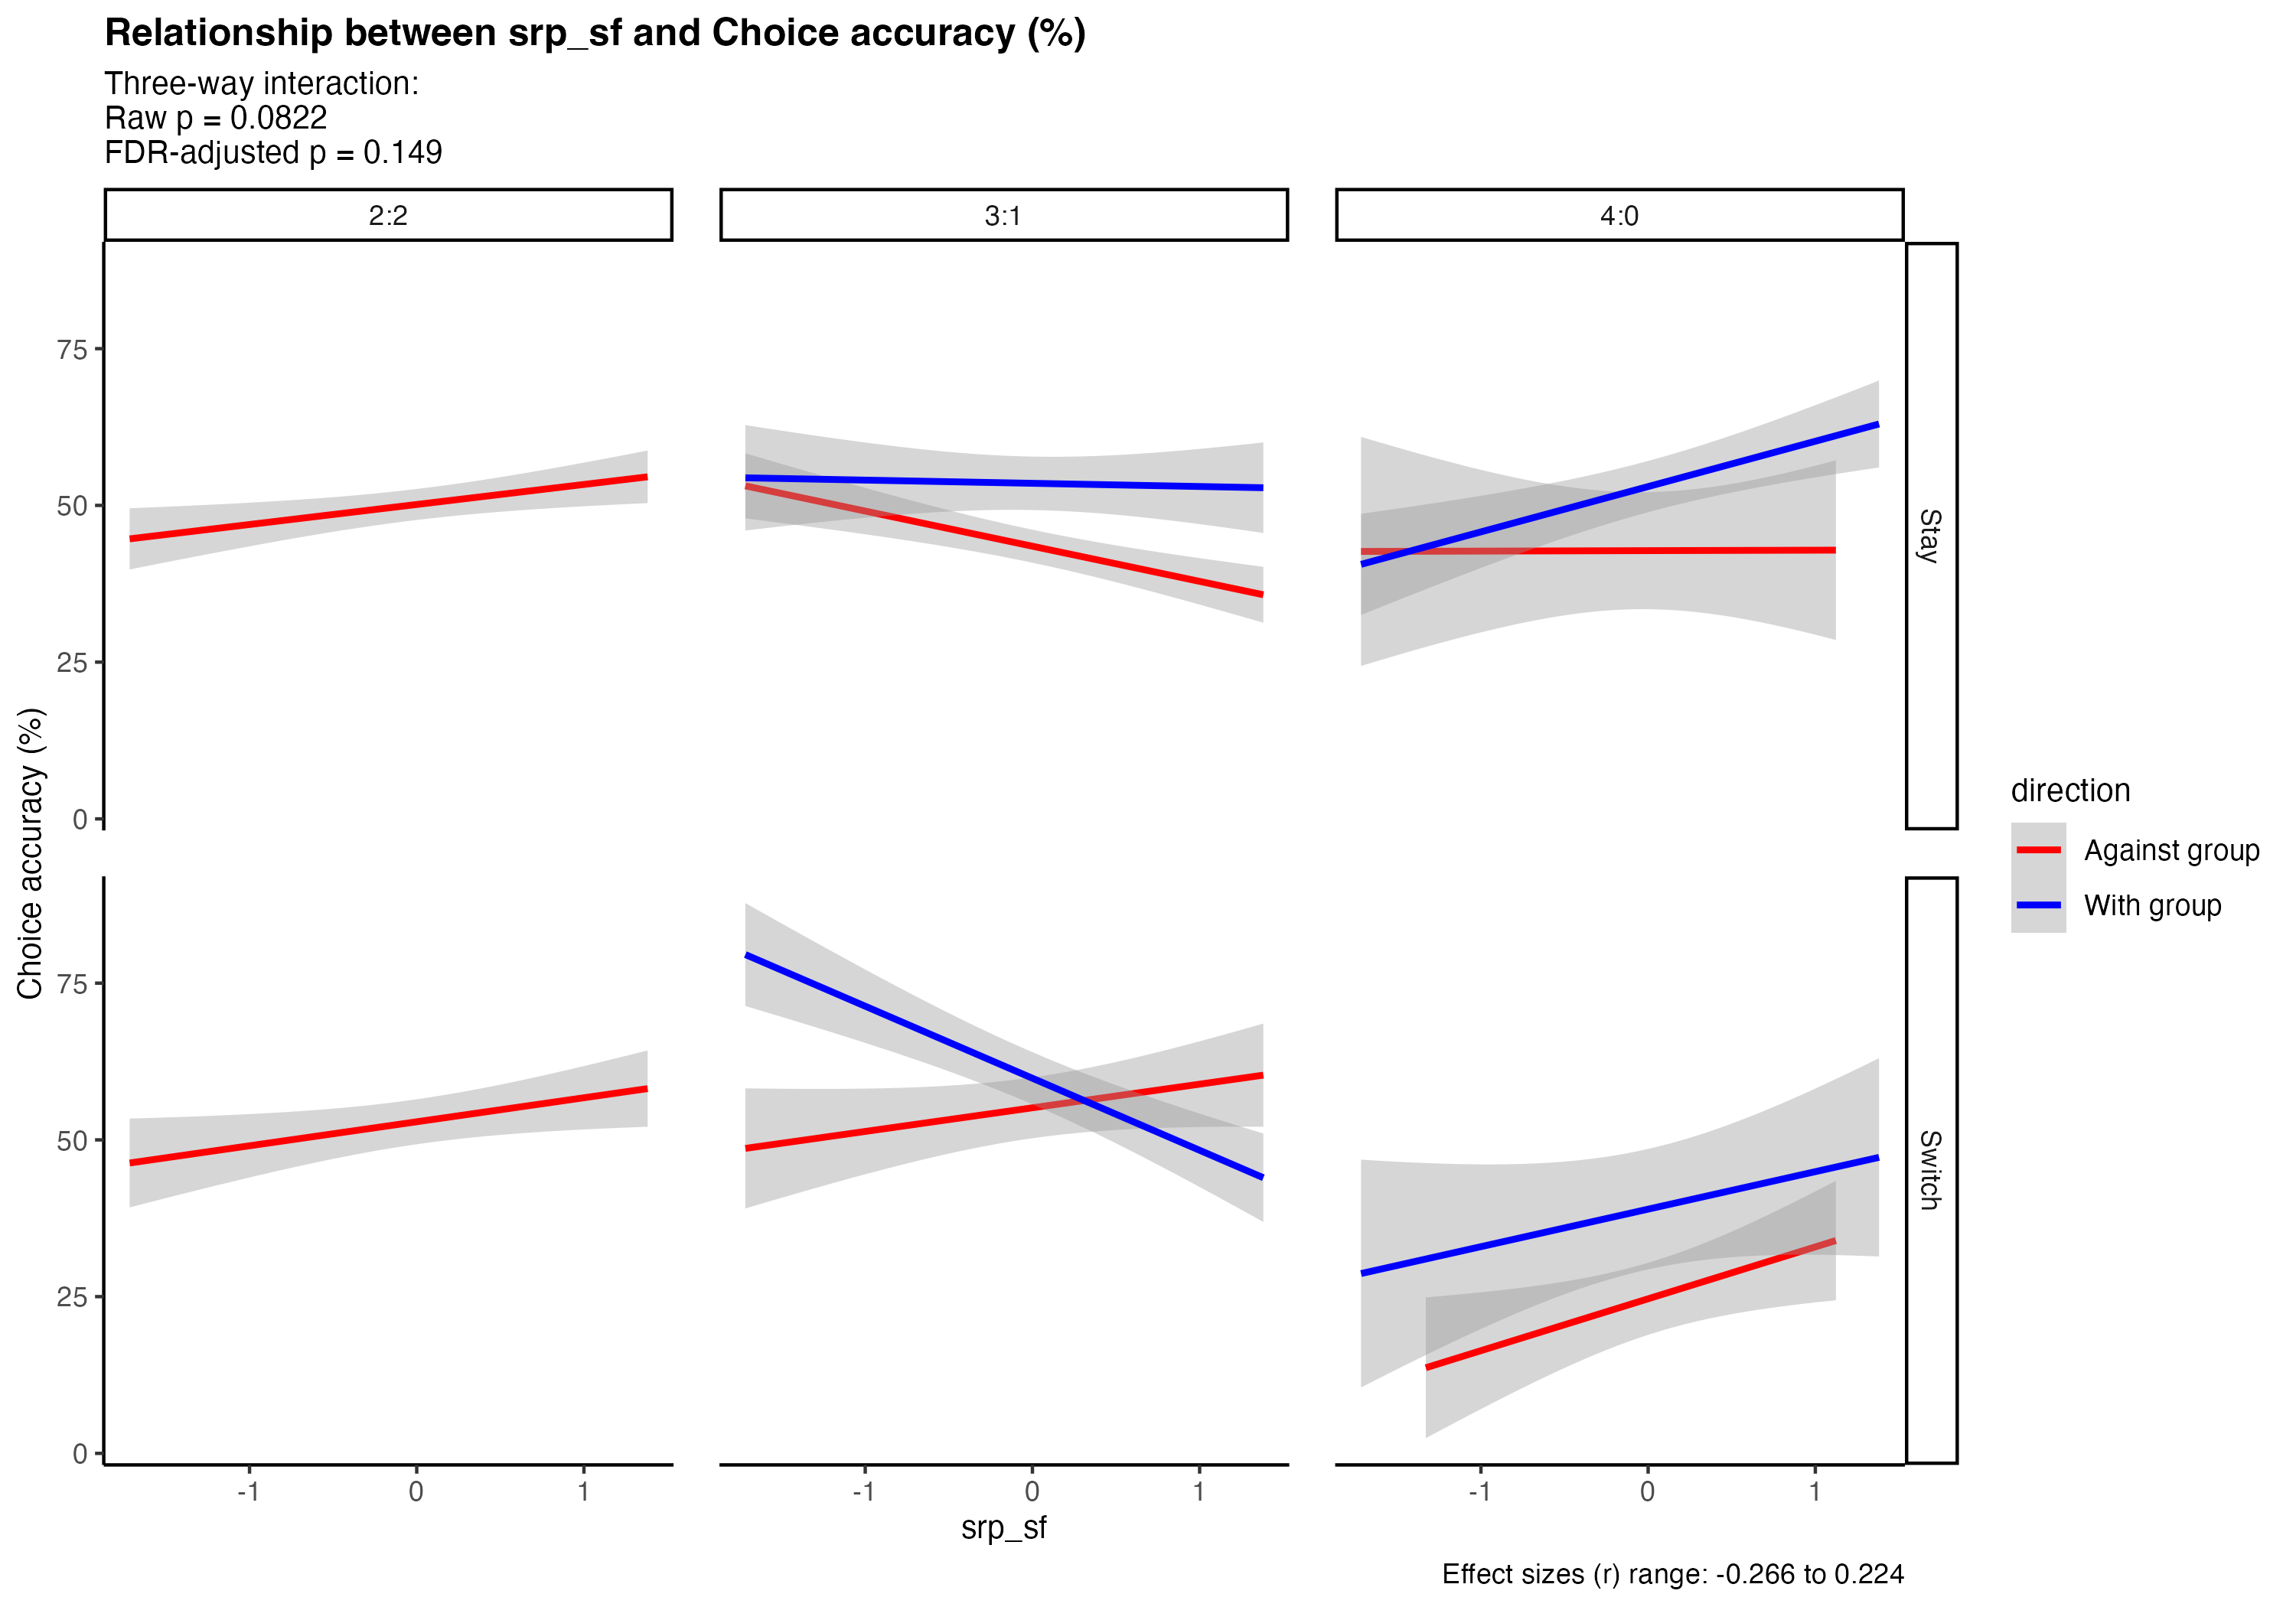 Relationship between srp_sf and Choice accuracy (%)
Three-way interaction:
Raw p = 0.0822
FDR-adjusted p = 0.149
2:2
3:1
4:0
75
50
25
0
Stay
Choice accuracy (%)
direction
Against group
With group
75
50
25
0
Switch
-1
0
1
-1
0
1
-1
0
1
srp_sf
Effect sizes (r) range: -0.266 to 0.224